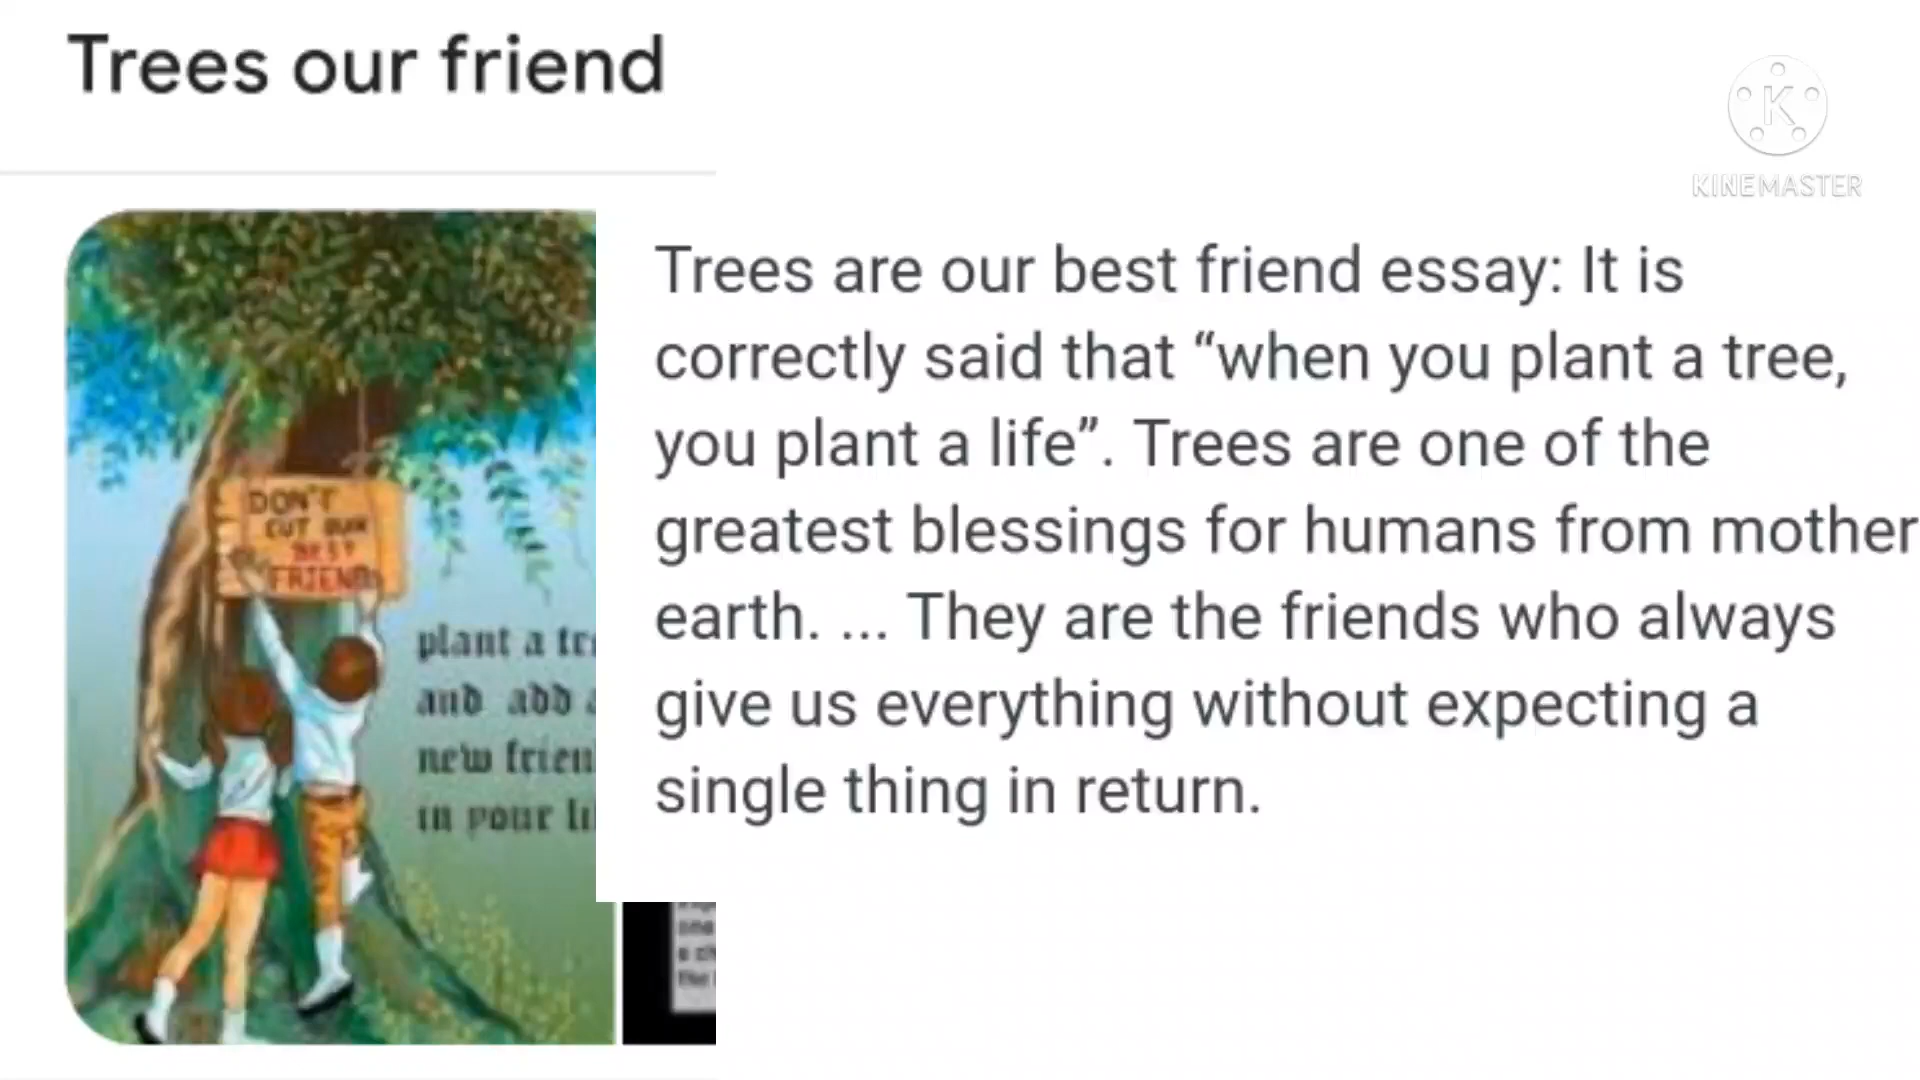 Trees our friend
KINEMASTER
Trees are our best friend essay: It is
correctly said that “when you plant a tree,
you plant a life”. Trees are one of the
greatest blessings for humans from mother
earth. ... They are the friends who always
give us everything without expecting a
single thing in return.
DON'T
CUT OUR
BEST
FRIEND
plant a
and add
new
in your